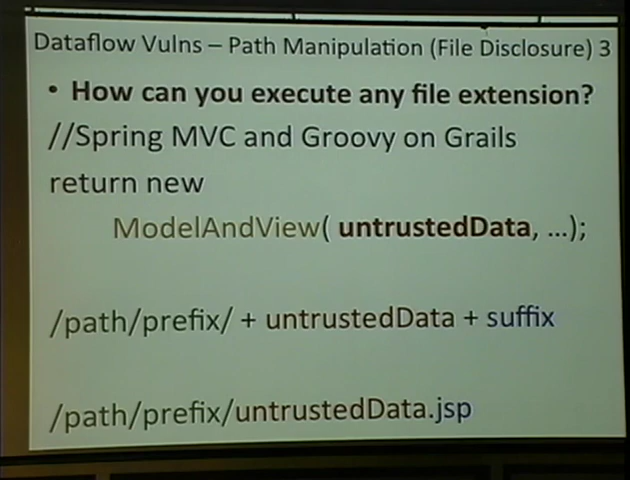 Dataflow Vulns – Path Manipulation (File Disclosure) 3
• How can you execute any file extension?
//Spring MVC and Groovy on Grails
return new
ModelAndView( untrustedData, ...);
/path/prefix/ + untrustedData + suffix
/path/prefix/untrustedData.jsp